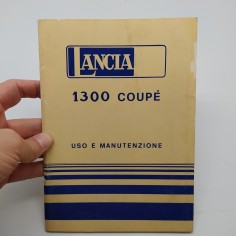 LANCIA
1300 COUPÉ
USO E MANUTENZIONE